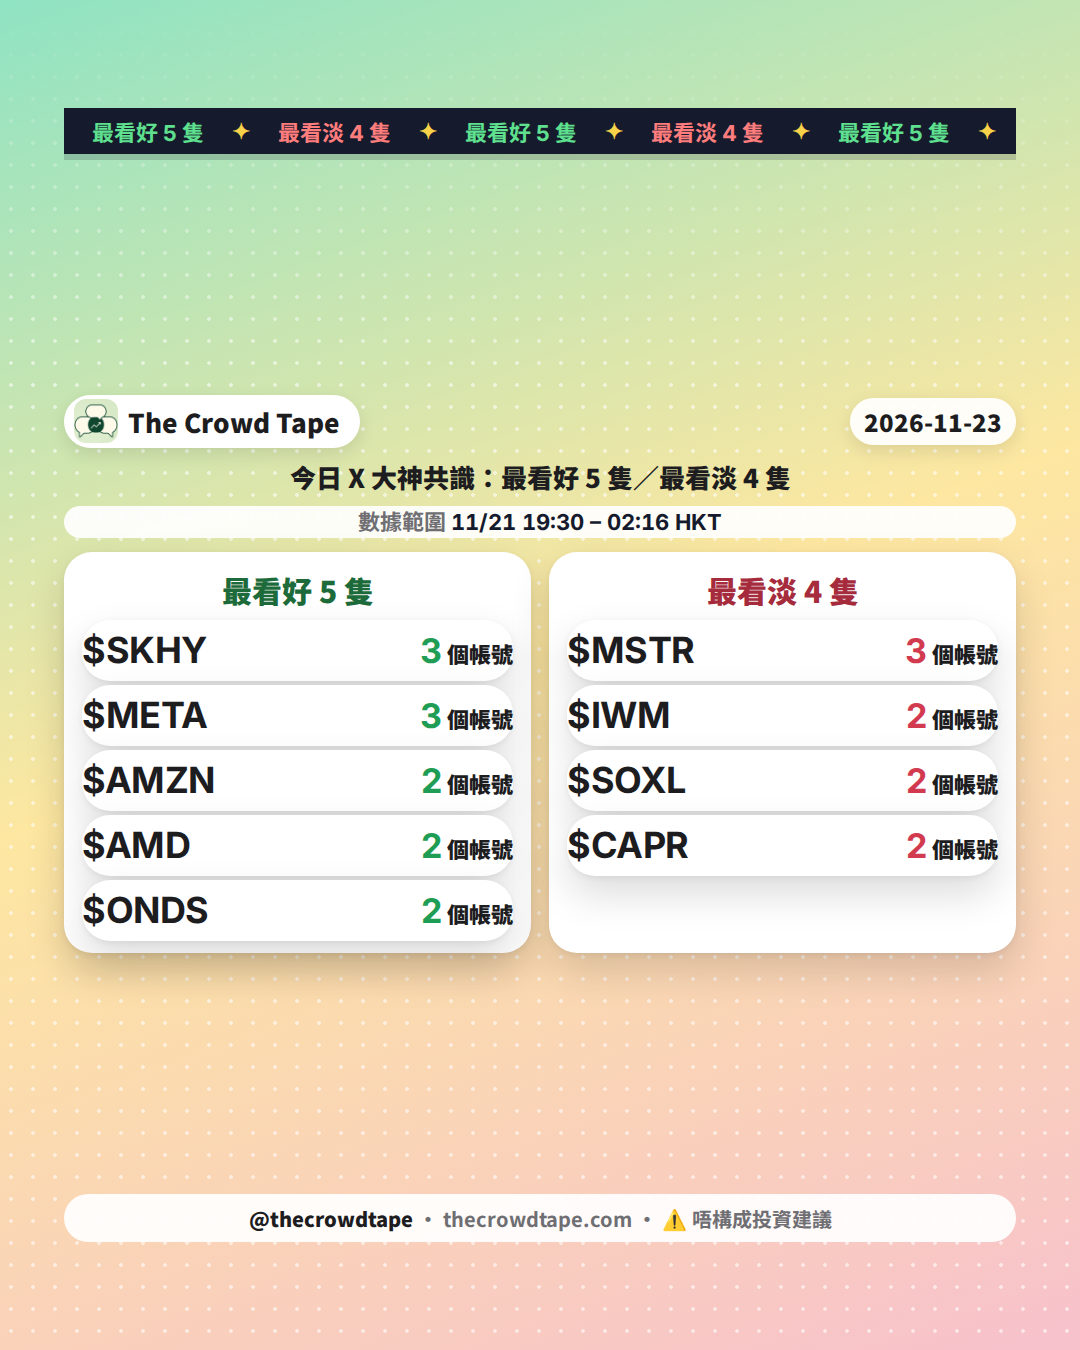 最看好 5 隻 ✦ 最看淡 4 隻 ✦ 最看好 5 隻 ✦ 最看淡 4 隻 ✦ 最看好 5 隻 ✦
The Crowd Tape
2026-11-23
今日 X 大神共識：最看好 5 隻／最看淡 4 隻
數據範圍 11/21 19:30 – 02:16 HKT
最看好 5 隻
$SKHY 3 個帳號
$META 3 個帳號
$AMZN 2 個帳號
$AMD 2 個帳號
$ONDS 2 個帳號
最看淡 4 隻
$MSTR 3 個帳號
$IWM 2 個帳號
$SOXL 2 個帳號
$CAPR 2 個帳號
@thecrowdtape • thecrowdtape.com • ⚠️ 唔構成投資建議